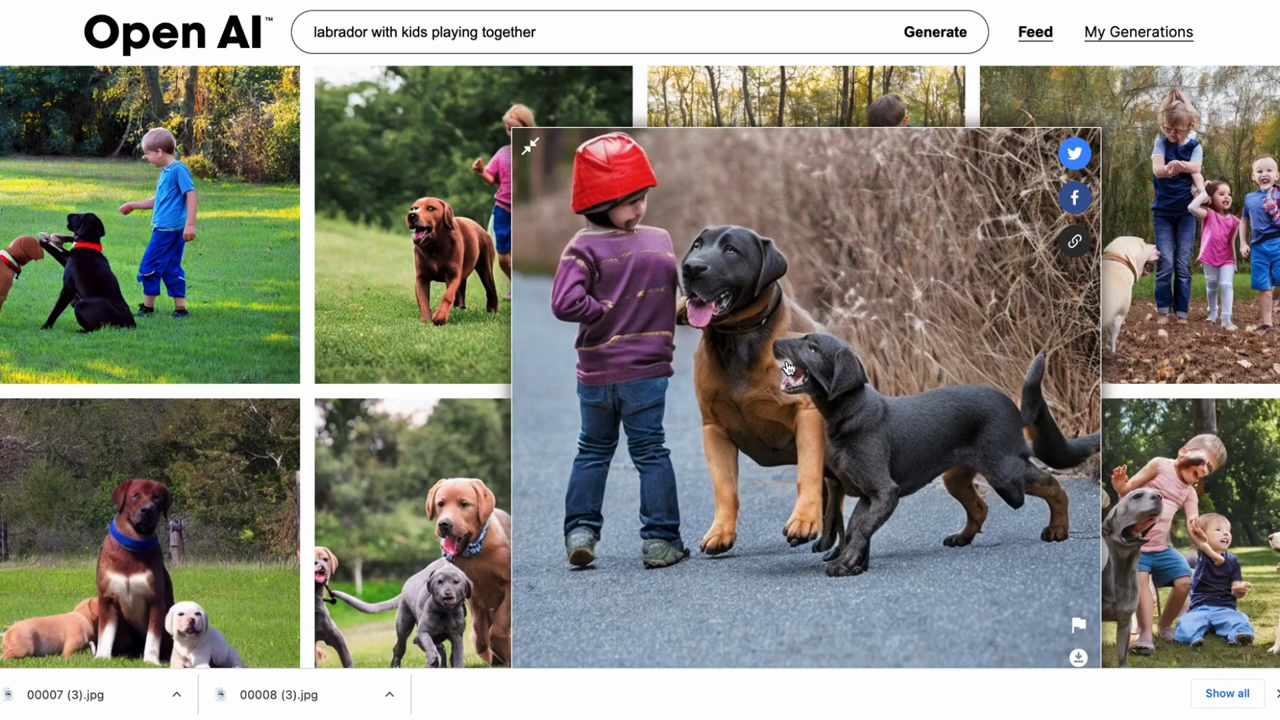 Open AI™
labrador with kids playing together
Generate
Feed
My Generations
00007 (3).jpg
00008 (3).jpg
Show all